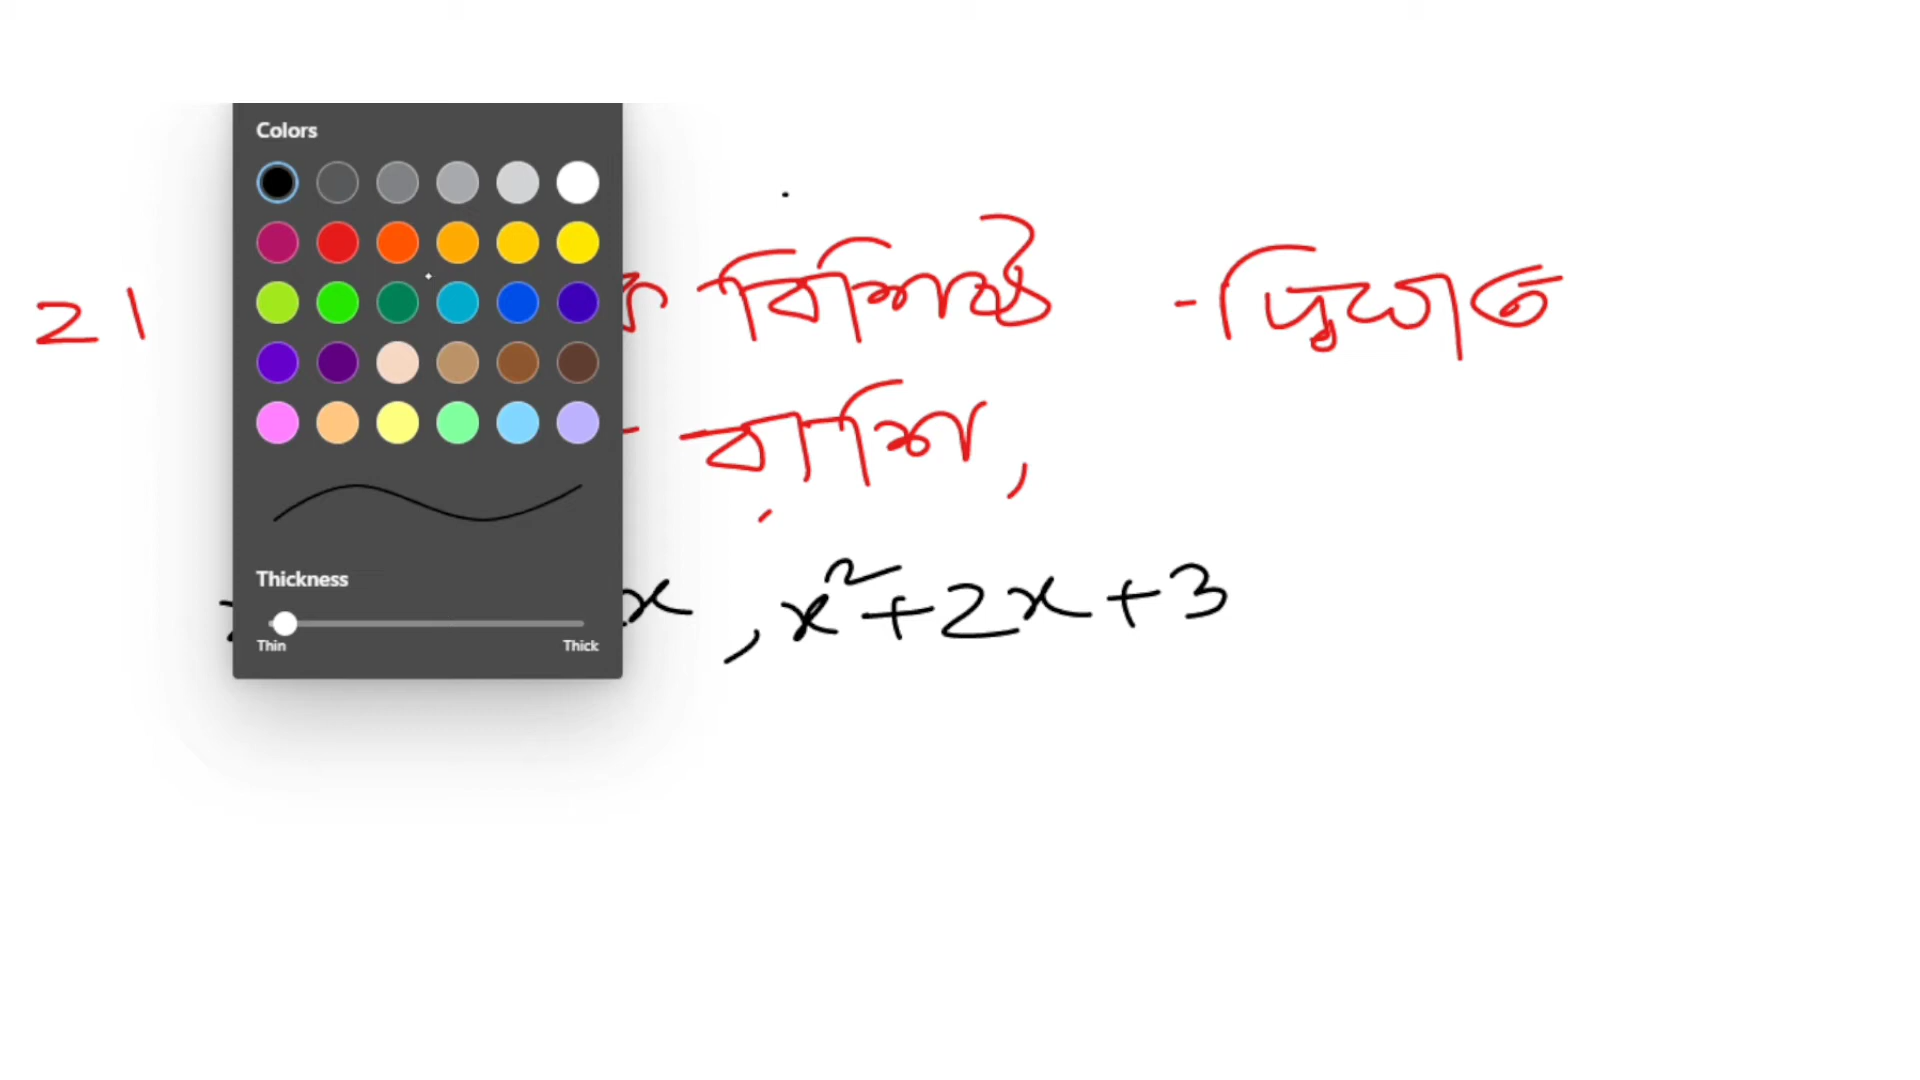 Colors
২। ক বিশিষ্ট - দ্বিঘাত
রাশি,
Thickness
x , x²+2x+3
Thin Thick